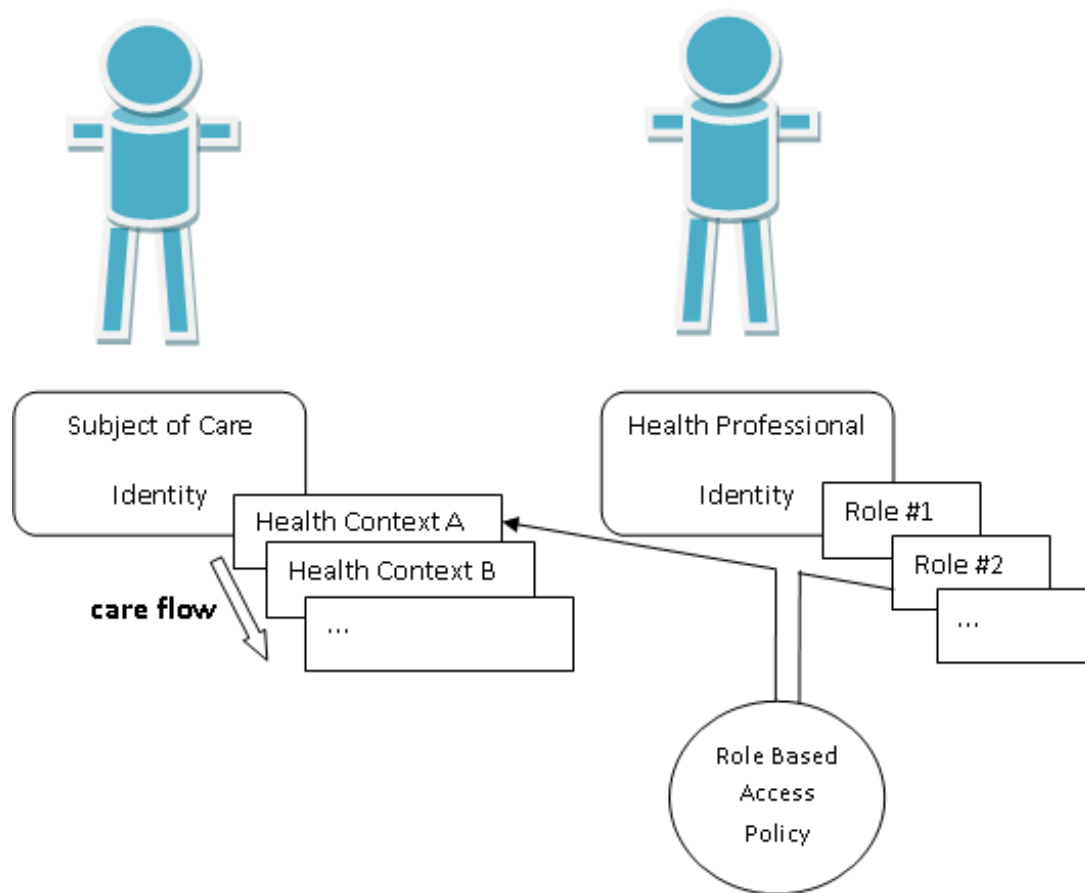 Subject of Care
Identity
Health Context A
Health Context B
...
care flow
Health Professional
Identity
Role #1
Role #2
...
Role Based
Access
Policy